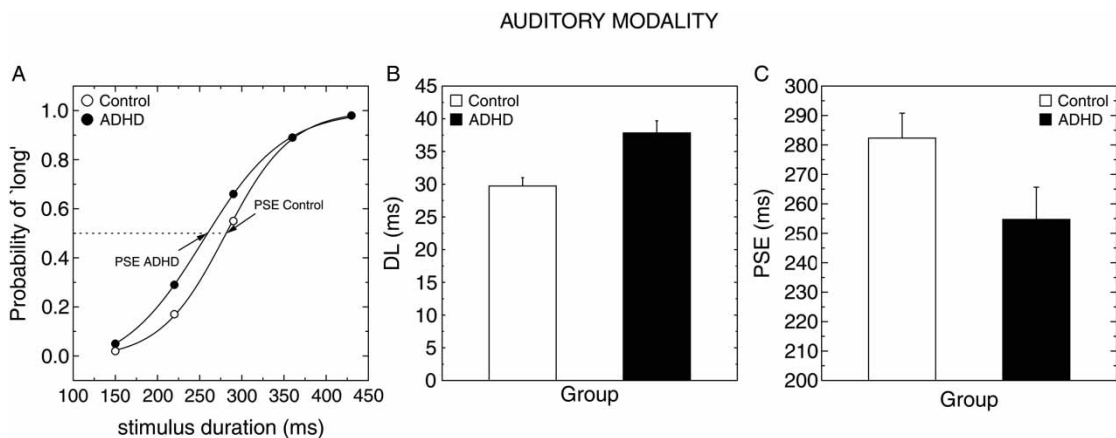 AUDITORY MODALITY
A
Control
ADHD
PSE Control
PSE ADHD
Probability of `long'
1.0
0.8
0.6
0.4
0.2
0.0
100 150 200 250 300 350 400 450
stimulus duration (ms)
B
Control
ADHD
DL (ms)
45
40
35
30
25
20
15
10
5
0
Group
C
Control
ADHD
PSE (ms)
300
290
280
270
260
250
240
230
220
210
200
Group